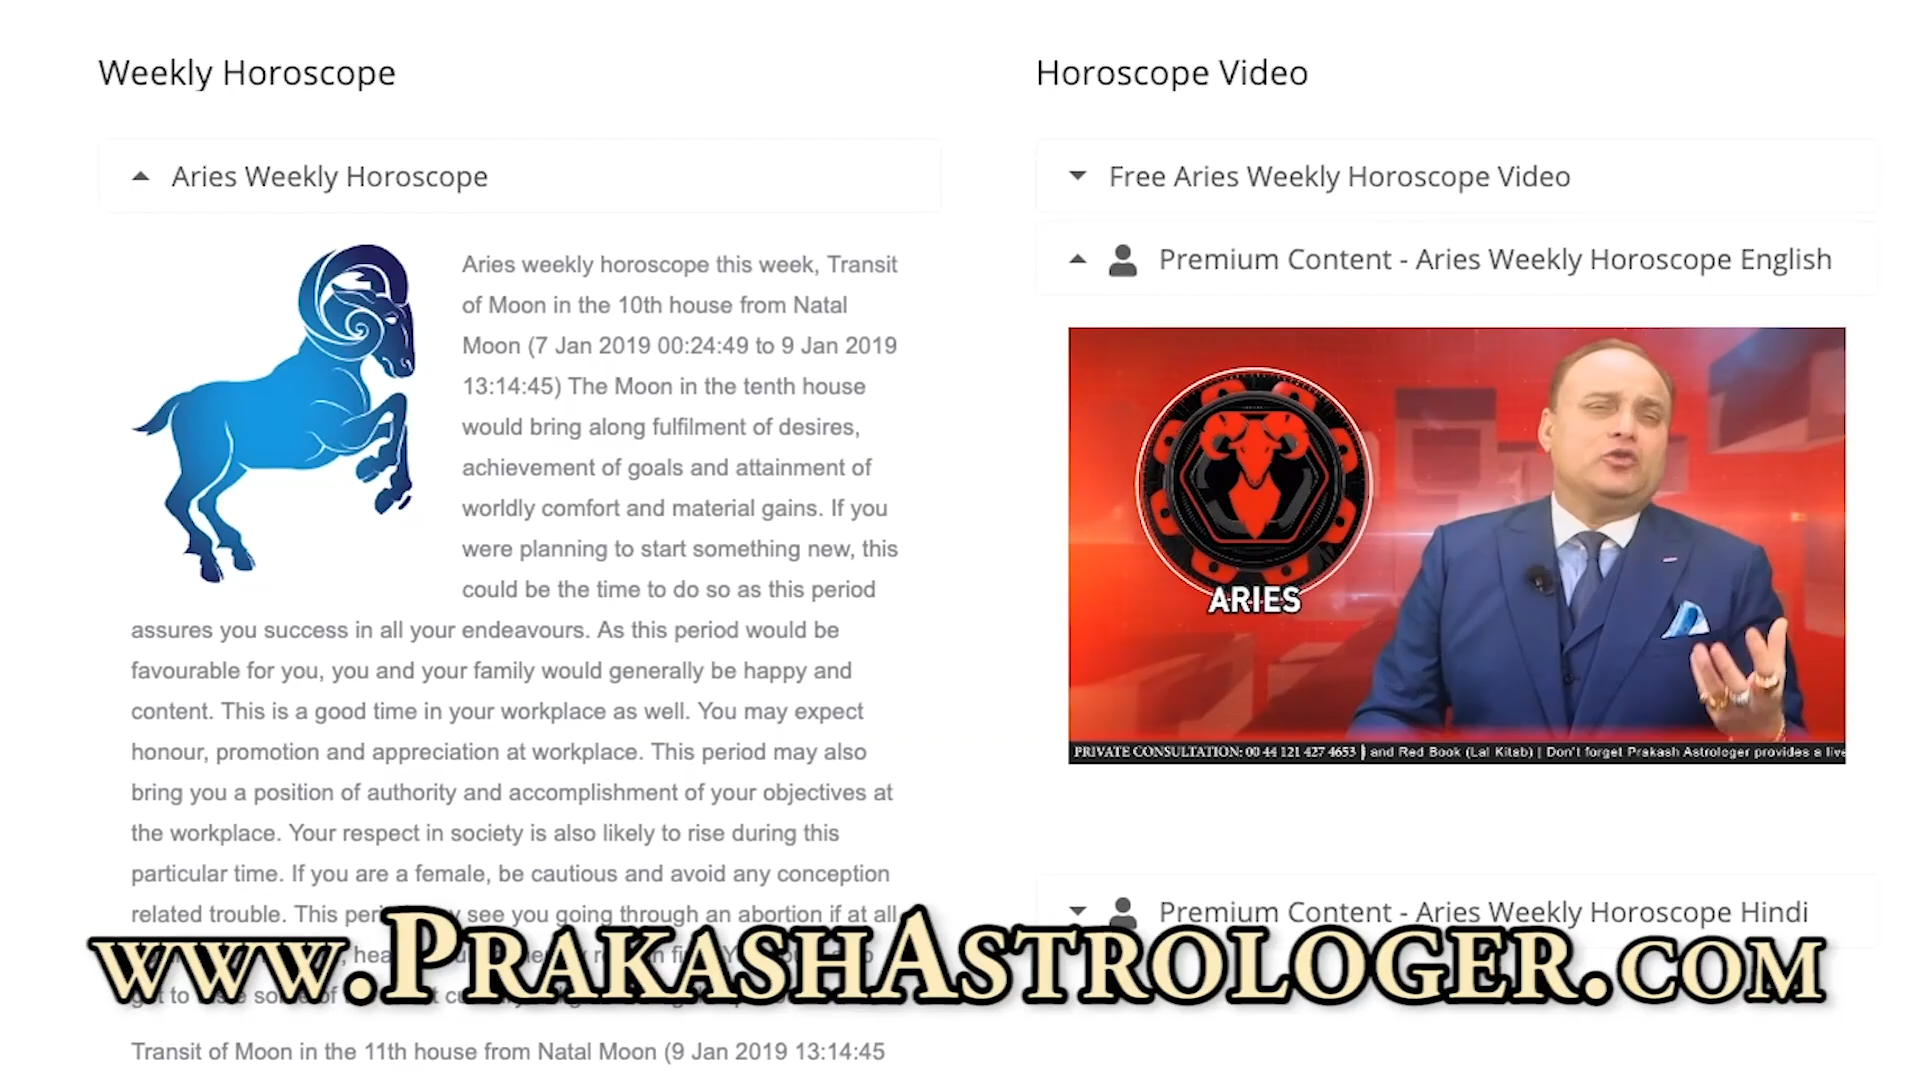 Weekly Horoscope
Aries Weekly Horoscope
Aries weekly horoscope this week, Transit
of Moon in the 10th house from Natal
Moon (7 Jan 2019 00:24:49 to 9 Jan 2019
13:14:45) The Moon in the tenth house
would bring along fulfilment of desires,
achievement of goals and attainment of
worldly comfort and material gains. If you
were planning to start something new, this
could be the time to do so as this period
assures you success in all your endeavours. As this period would be
favourable for you, you and your family would generally be happy and
content. This is a good time in your workplace as well. You may expect
honour, promotion and appreciation at workplace. This period may also
bring you a position of authority and accomplishment of your objectives at
the workplace. Your respect in society is also likely to rise during this
particular time. If you are a female, be cautious and avoid any conception
related trouble. This see you going through an abortion if at all
to of
Transit of Moon in the 11th house from Natal Moon (9 Jan 2019 13:14:45
Horoscope Video
Free Aries Weekly Horoscope Video
Premium Content - Aries Weekly Horoscope English
ARIES
PRIVATE CONSULTATION: 00 44 121 427 4653 | and Red Book (Lal Kitab) | Don't forget Prakash Astrologer provides a live
Premium Content - Aries Weekly Horoscope Hindi
www.PrakashAstrologer.com